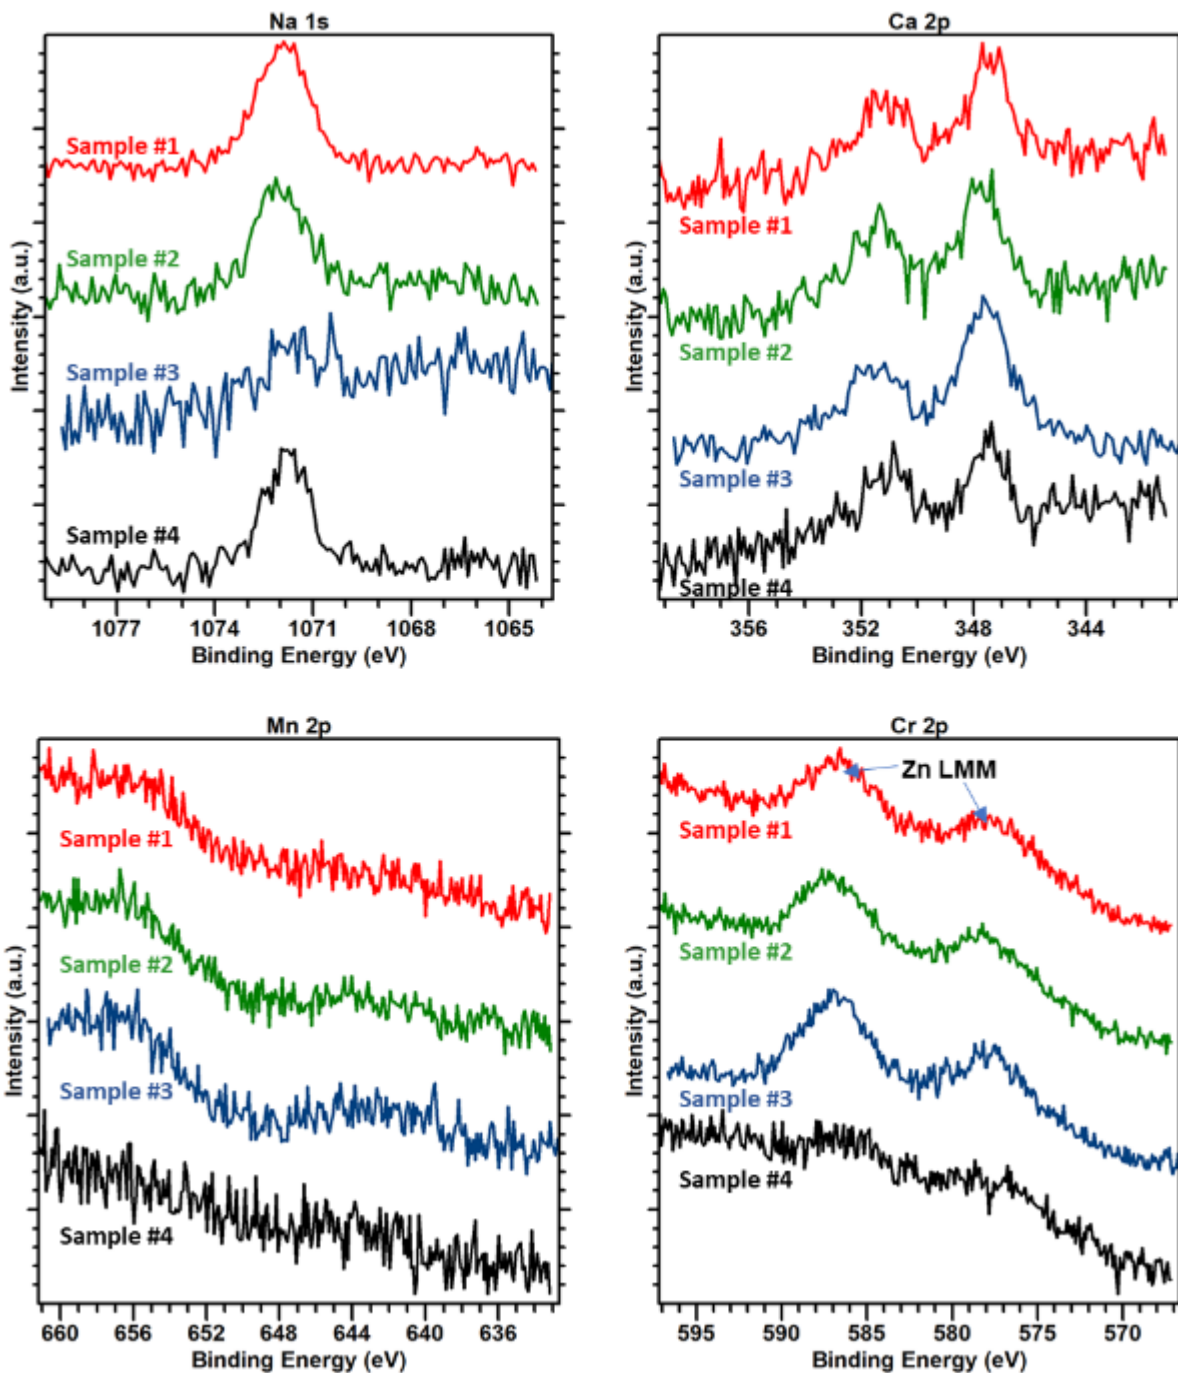 Na 1s
Sample #1
Sample #2
Sample #3
Sample #4
Intensity (a.u.)
1077 1074 1071 1068 1065
Binding Energy (eV)
Ca 2p
Sample #1
Sample #2
Sample #3
Sample #4
Intensity (a.u.)
356 352 348 344
Binding Energy (eV)
Mn 2p
Sample #1
Sample #2
Sample #3
Sample #4
Intensity (a.u.)
660 656 652 648 644 640 636
Binding Energy (eV)
Cr 2p
Zn LMM
Sample #1
Sample #2
Sample #3
Sample #4
Intensity (a.u.)
595 590 585 580 575 570
Binding Energy (eV)